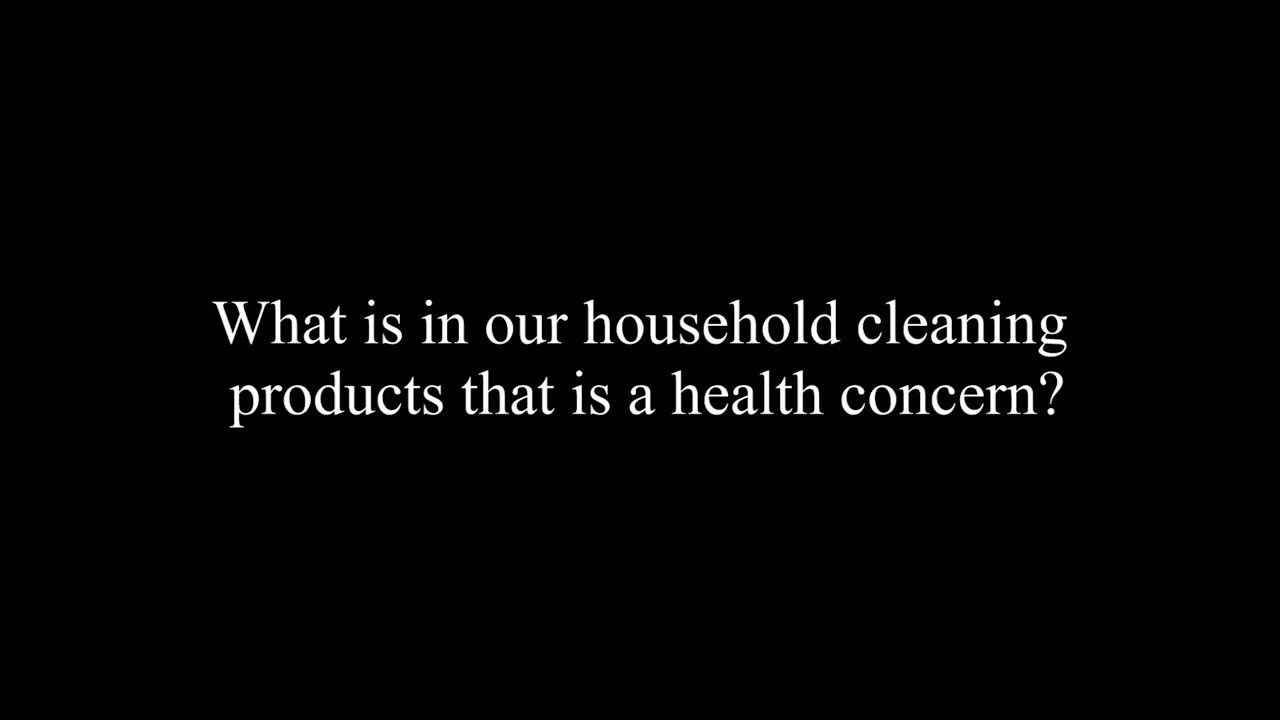 What is in our household cleaning
products that is a health concern?